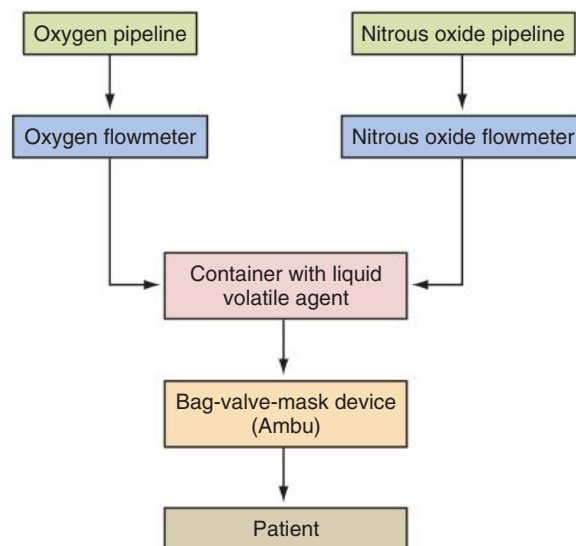 Oxygen pipeline
Nitrous oxide pipeline
Oxygen flowmeter
Nitrous oxide flowmeter
Container with liquid
volatile agent
Bag-valve-mask device
(Ambu)
Patient